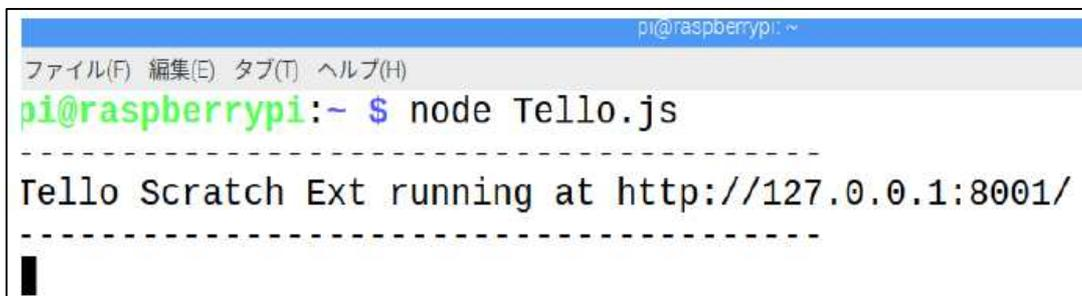 pi@raspberrypi: ~
ファイル(F) 編集(E) タブ(T) ヘルプ(H)
pi@raspberrypi:~ $ node Tello.js
----------------------------------------
Tello Scratch Ext running at http://127.0.0.1:8001/
----------------------------------------